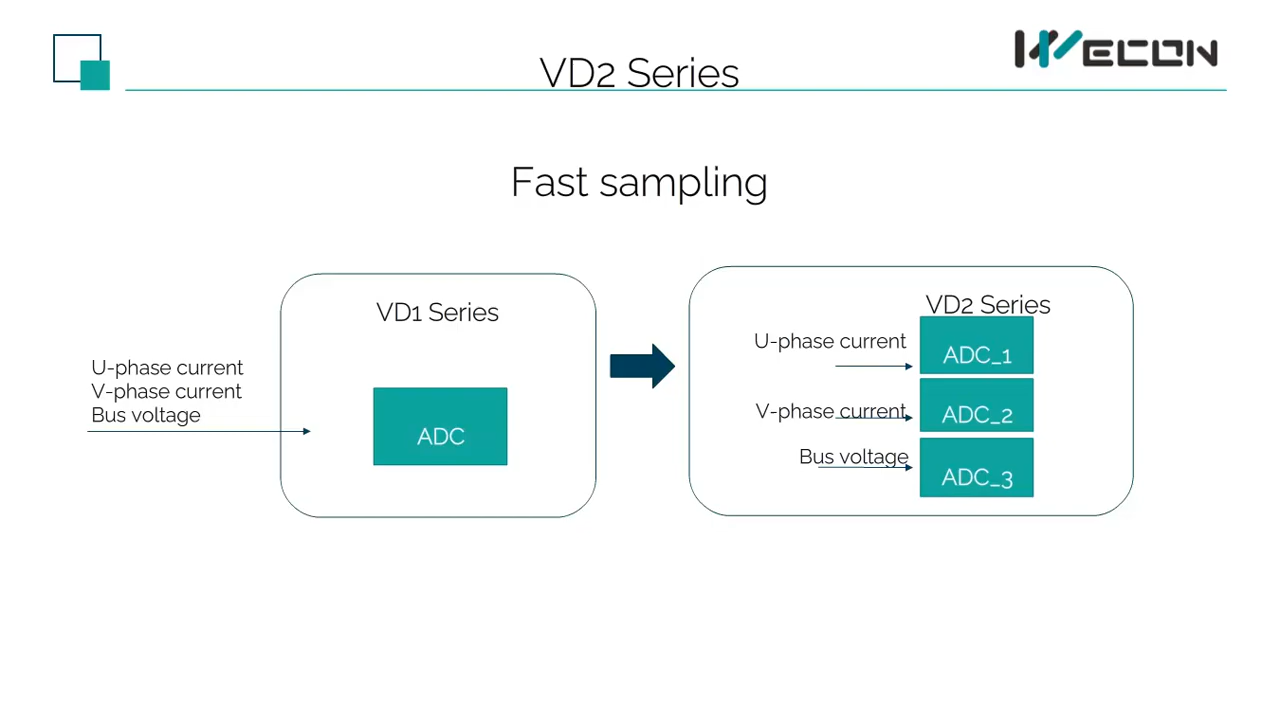 WECON
VD2 Series
Fast sampling
VD1 Series
U-phase current
V-phase current
Bus voltage
ADC
VD2 Series
U-phase current
ADC_1
V-phase current
ADC_2
Bus voltage
ADC_3